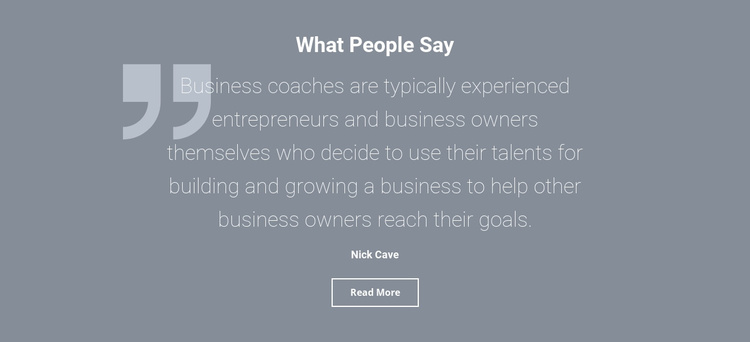 What People Say
Business coaches are typically experienced
entrepreneurs and business owners
themselves who decide to use their talents for
building and growing a business to help other
business owners reach their goals.
Nick Cave
Read More